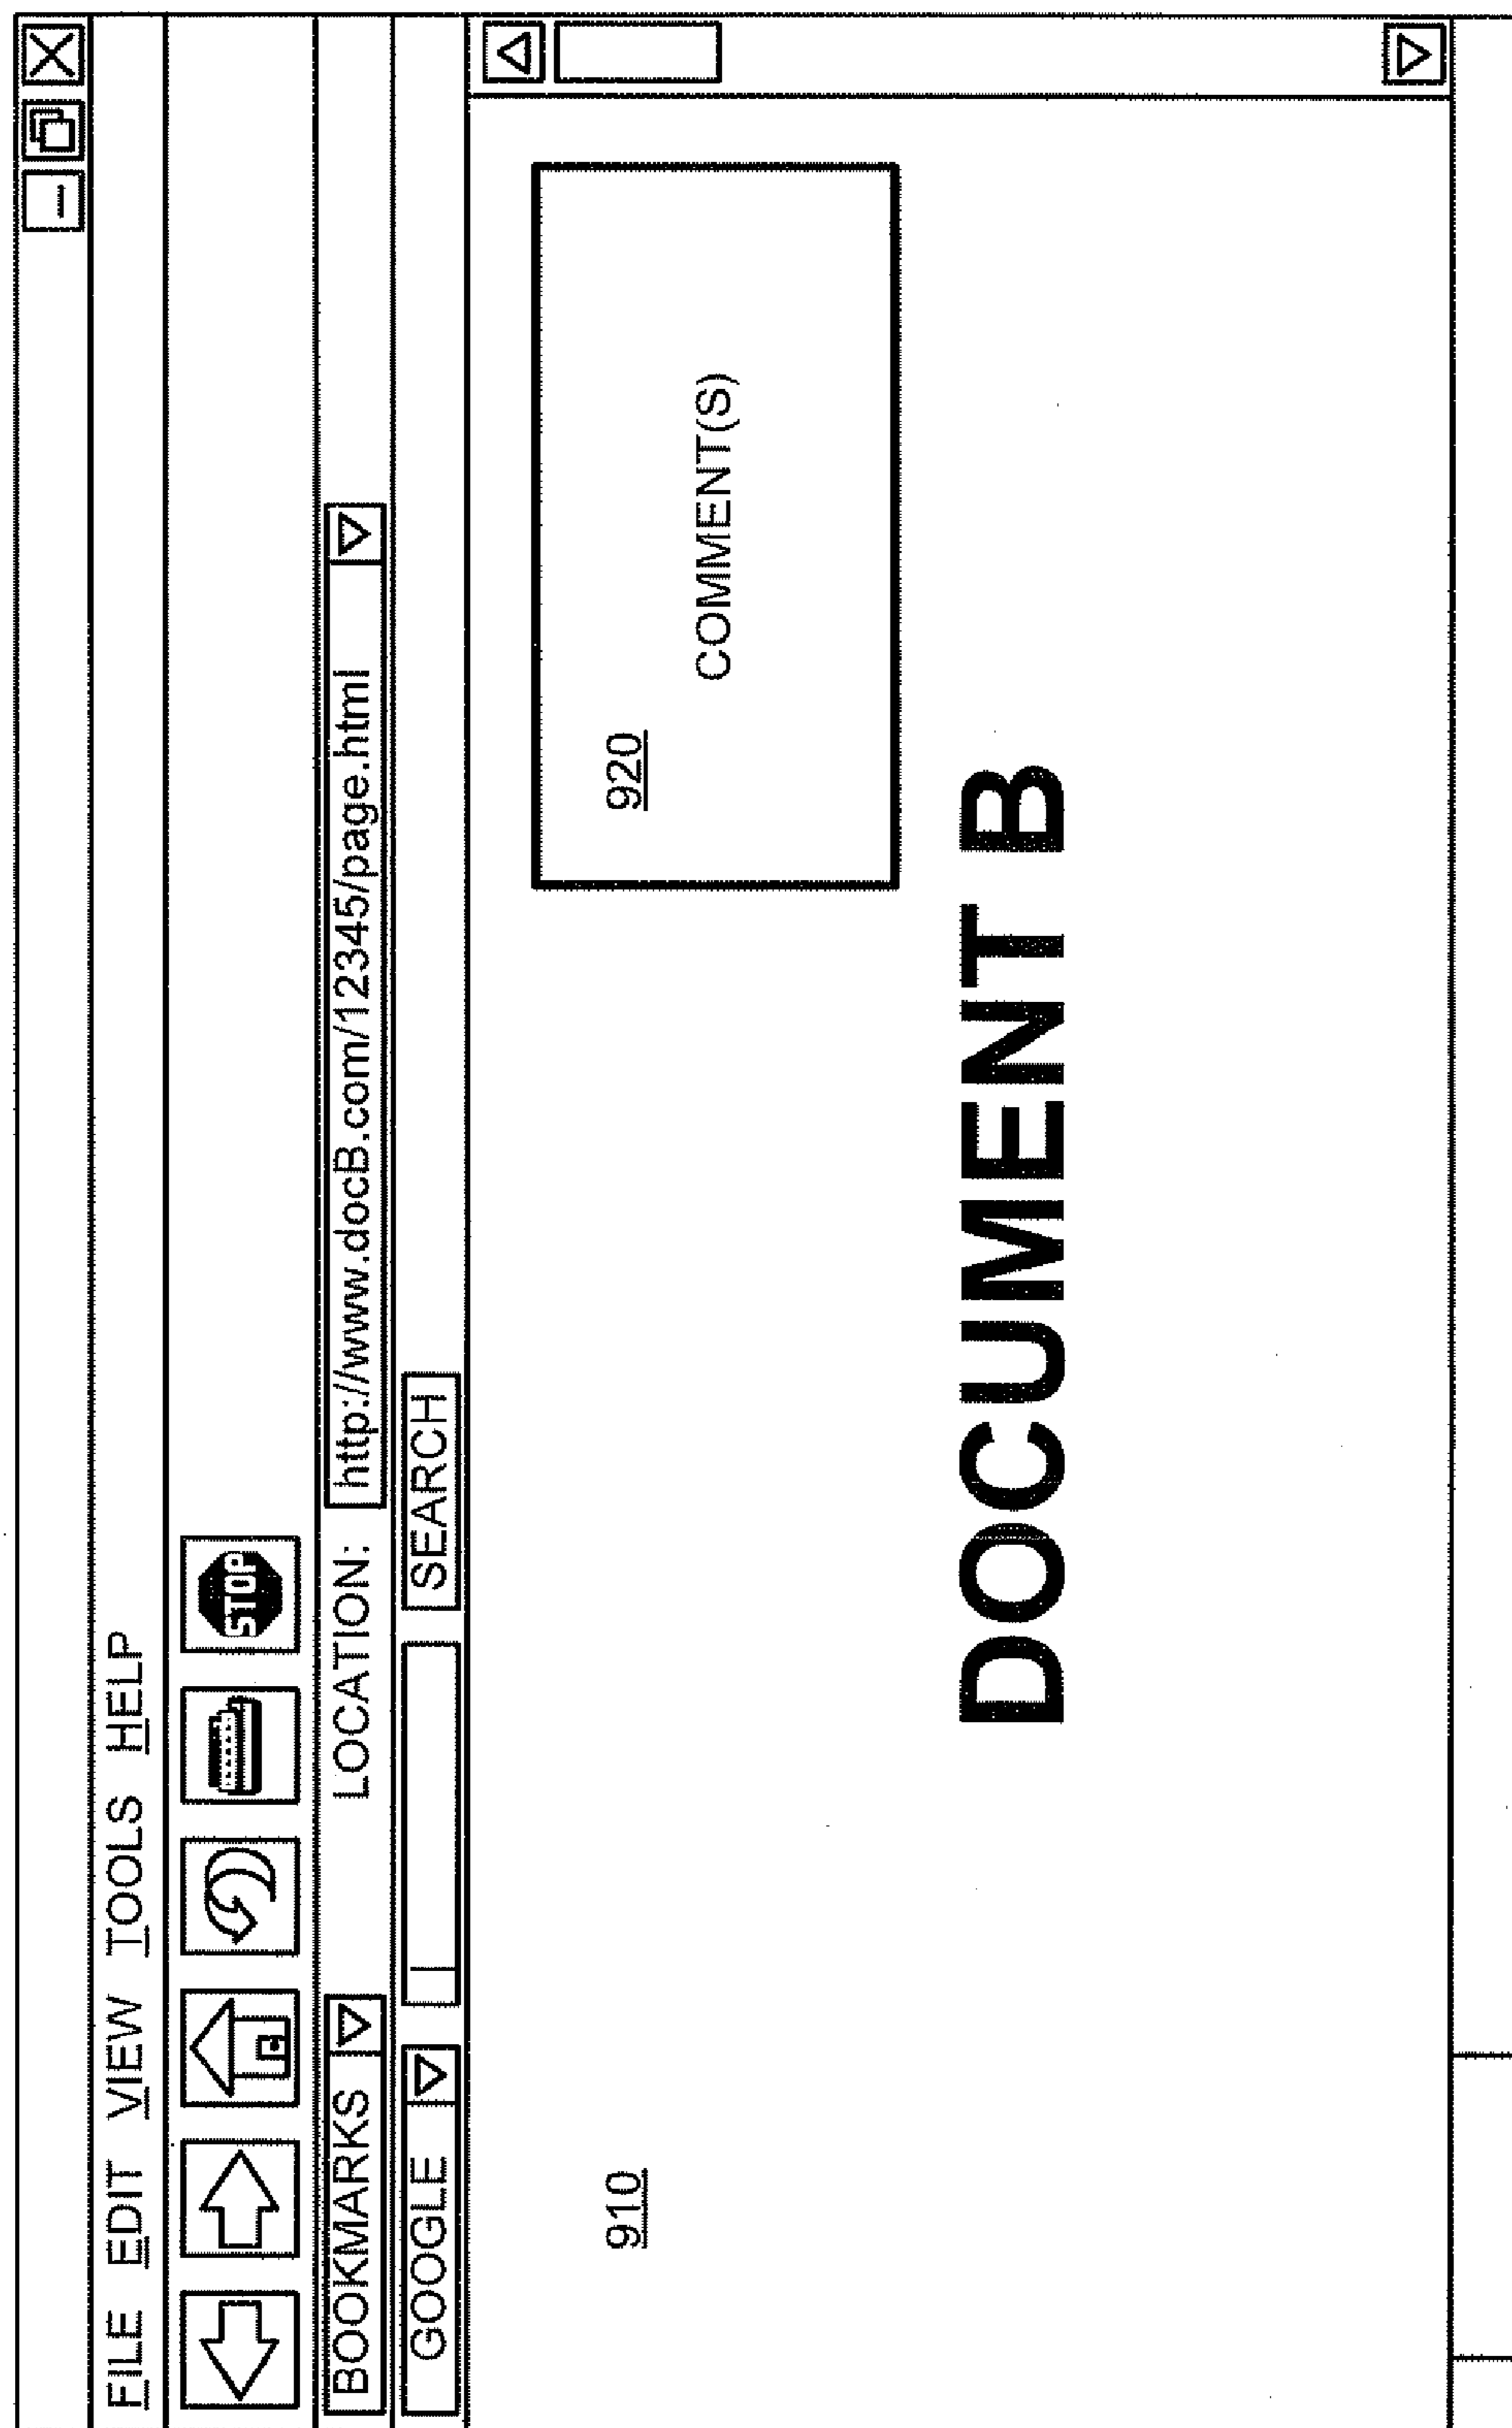 FILE EDIT VIEW TOOLS HELP
STOP
BOOKMARKS LOCATION: http://www.docB.com/12345/page.html
GOOGLE SEARCH
910
920
COMMENT(S)
DOCUMENT B